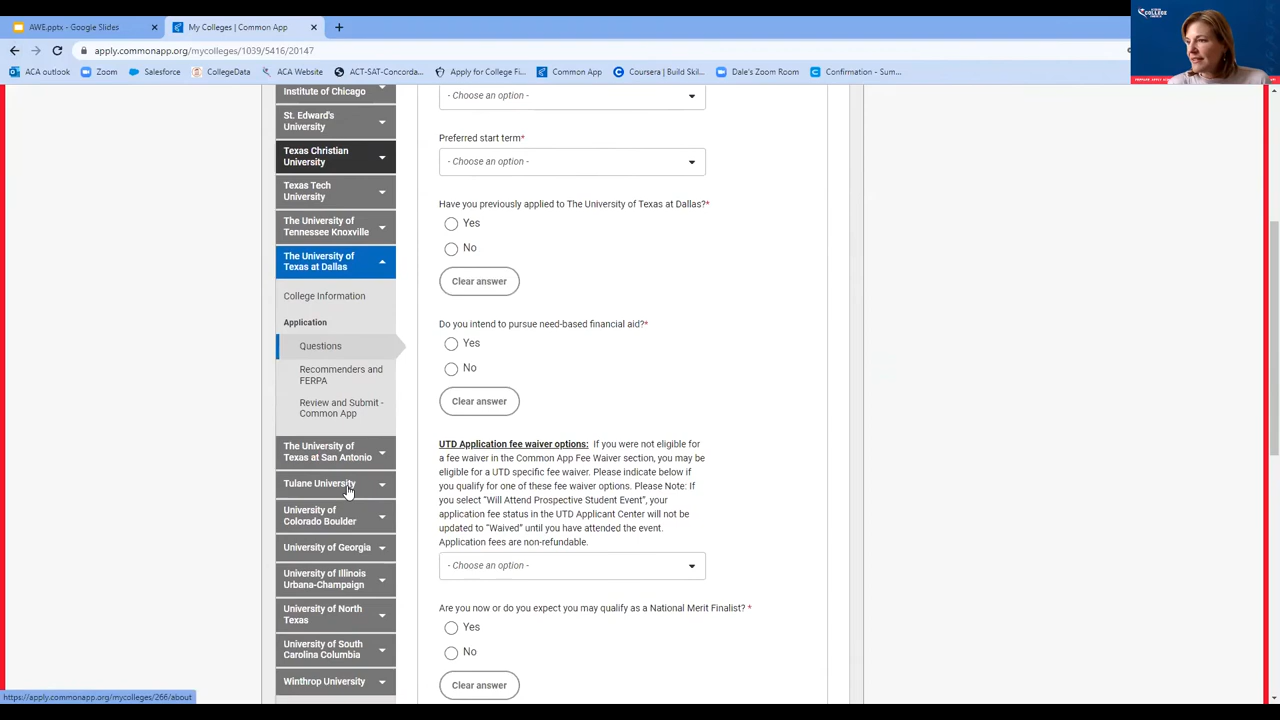 AWE.pptx - Google Slides
My Colleges | Common App
apply.commonapp.org/mycolleges/1039/5416/20147
ACA outlook
Zoom
Salesforce
CollegeData
ACA Website
ACT-SAT-Concorda...
Apply for College Fi...
Common App
Coursera | Build Skil...
Dale's Zoom Room
Confirmation - Sum...
COLLEGE
Institute of Chicago
St. Edward's
University
Texas Christian
University
Texas Tech
University
The University of
Tennessee Knoxville
The University of
Texas at Dallas
College Information
Application
Questions
Recommenders and
FERPA
Review and Submit -
Common App
The University of
Texas at San Antonio
Tulane University
University of
Colorado Boulder
University of Georgia
University of Illinois
Urbana-Champaign
University of North
Texas
University of South
Carolina Columbia
Winthrop University
- Choose an option -
Preferred start term*
- Choose an option -
Have you previously applied to The University of Texas at Dallas?*
Yes
No
Clear answer
Do you intend to pursue need-based financial aid?*
Yes
No
Clear answer
UTD Application fee waiver options: If you were not eligible for
a fee waiver in the Common App Fee Waiver section, you may be
eligible for a UTD specific fee waiver. Please indicate below if
you qualify for one of these fee waiver options. Please Note: If
you select “Will Attend Prospective Student Event”, your
application fee status in the UTD Applicant Center will not be
updated to “Waived” until you have attended the event.
Application fees are non-refundable.
- Choose an option -
Are you now or do you expect you may qualify as a National Merit Finalist? *
Yes
No
Clear answer
https://apply.commonapp.org/mycolleges/266/about